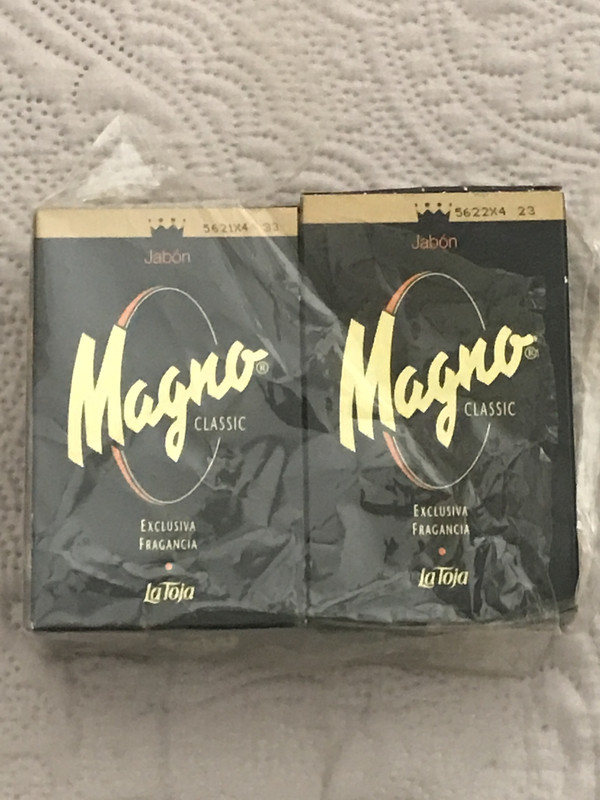 5621X4 23
Jabón
Magno®
CLASSIC
EXCLUSIVA
FRAGANCIA
La Toja
5622X4 23
Jabón
Magno®
CLASSIC
EXCLUSIVA
FRAGANCIA
La Toja